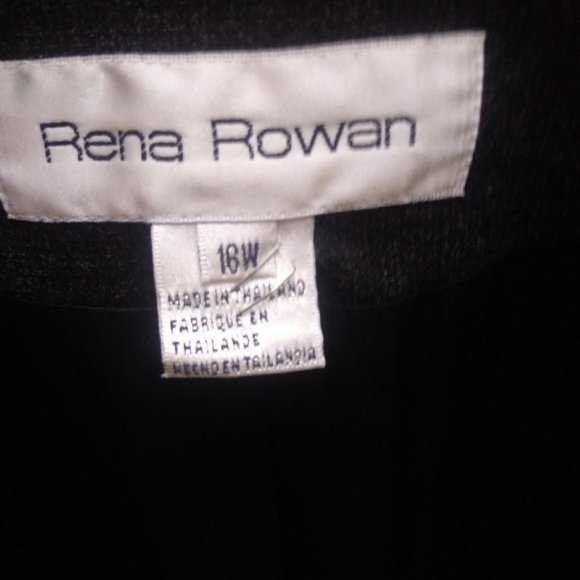 Rena Rowan
16W
MADE IN THAILAND
FABRIQUE EN
THAILANDE
HECHO EN TAILANDIA